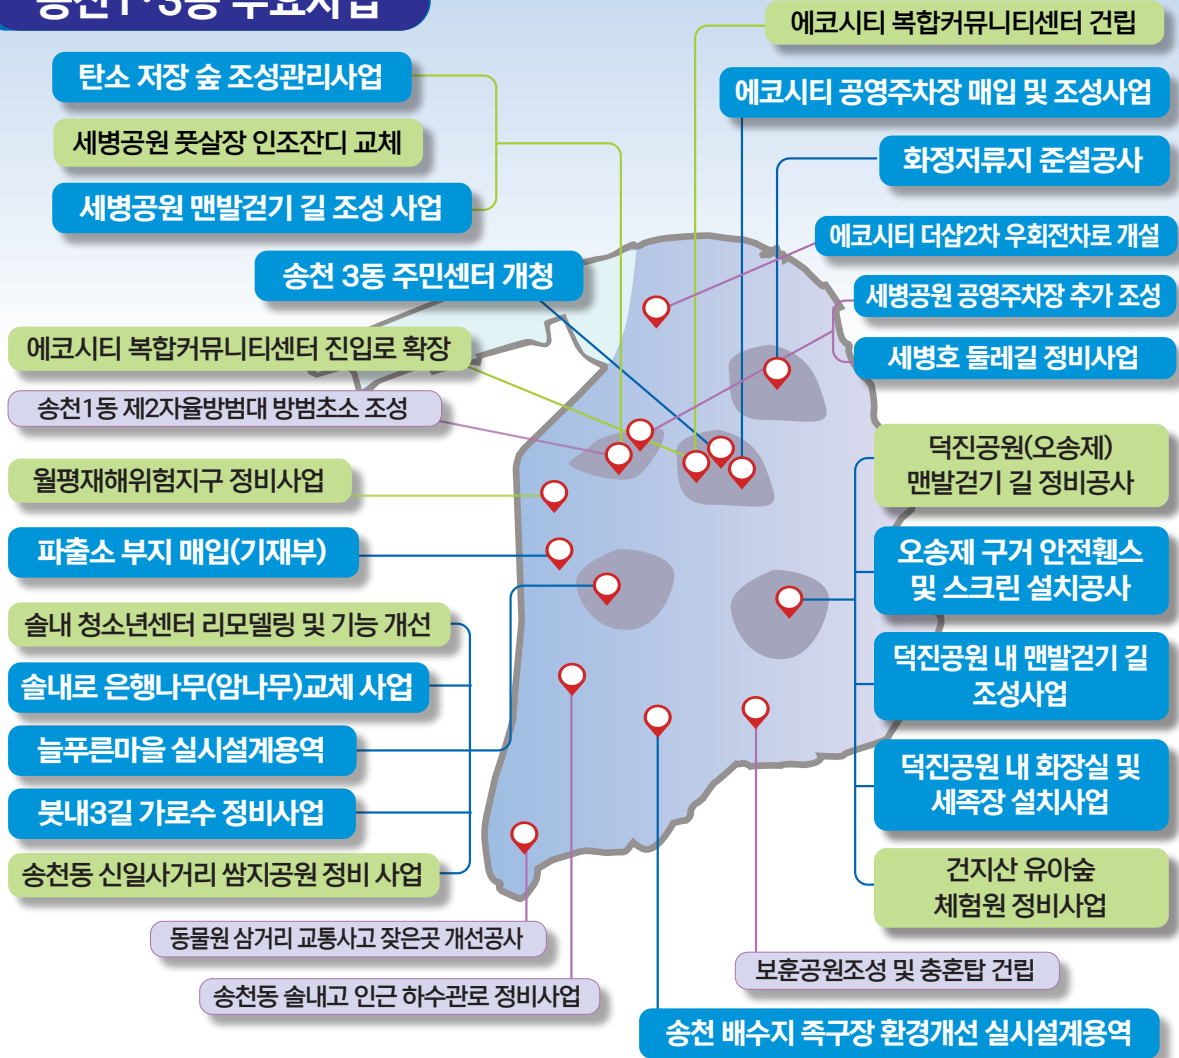 송천1·3동 주요사업
에코시티 복합커뮤니티센터 건립
탄소 저장 숲 조성관리사업
에코시티 공영주차장 매입 및 조성사업
세병공원 풋살장 인조잔디 교체
화정저류지 준설공사
세병공원 맨발걷기 길 조성 사업
에코시티 더샵2차 우회전차로 개설
송천 3동 주민센터 개청
세병공원 공영주차장 추가 조성
에코시티 복합커뮤니티센터 진입로 확장
세병호 둘레길 정비사업
송천1동 제2자율방범대 방범초소 조성
덕진공원(오송제)
맨발걷기 길 정비공사
월평재해위험지구 정비사업
파출소 부지 매입(기재부)
오송제 구거 안전휀스
및 스크린 설치공사
솔내 청소년센터 리모델링 및 기능 개선
덕진공원 내 맨발걷기 길
조성사업
솔내로 은행나무(암나무)교체 사업
늘푸른마을 실시설계용역
덕진공원 내 화장실 및
세족장 설치사업
붓내3길 가로수 정비사업
송천동 신일사거리 쌈지공원 정비 사업
건지산 유아숲
체험원 정비사업
동물원 삼거리 교통사고 잦은곳 개선공사
보훈공원조성 및 충혼탑 건립
송천동 솔내고 인근 하수관로 정비사업
송천 배수지 족구장 환경개선 실시설계용역